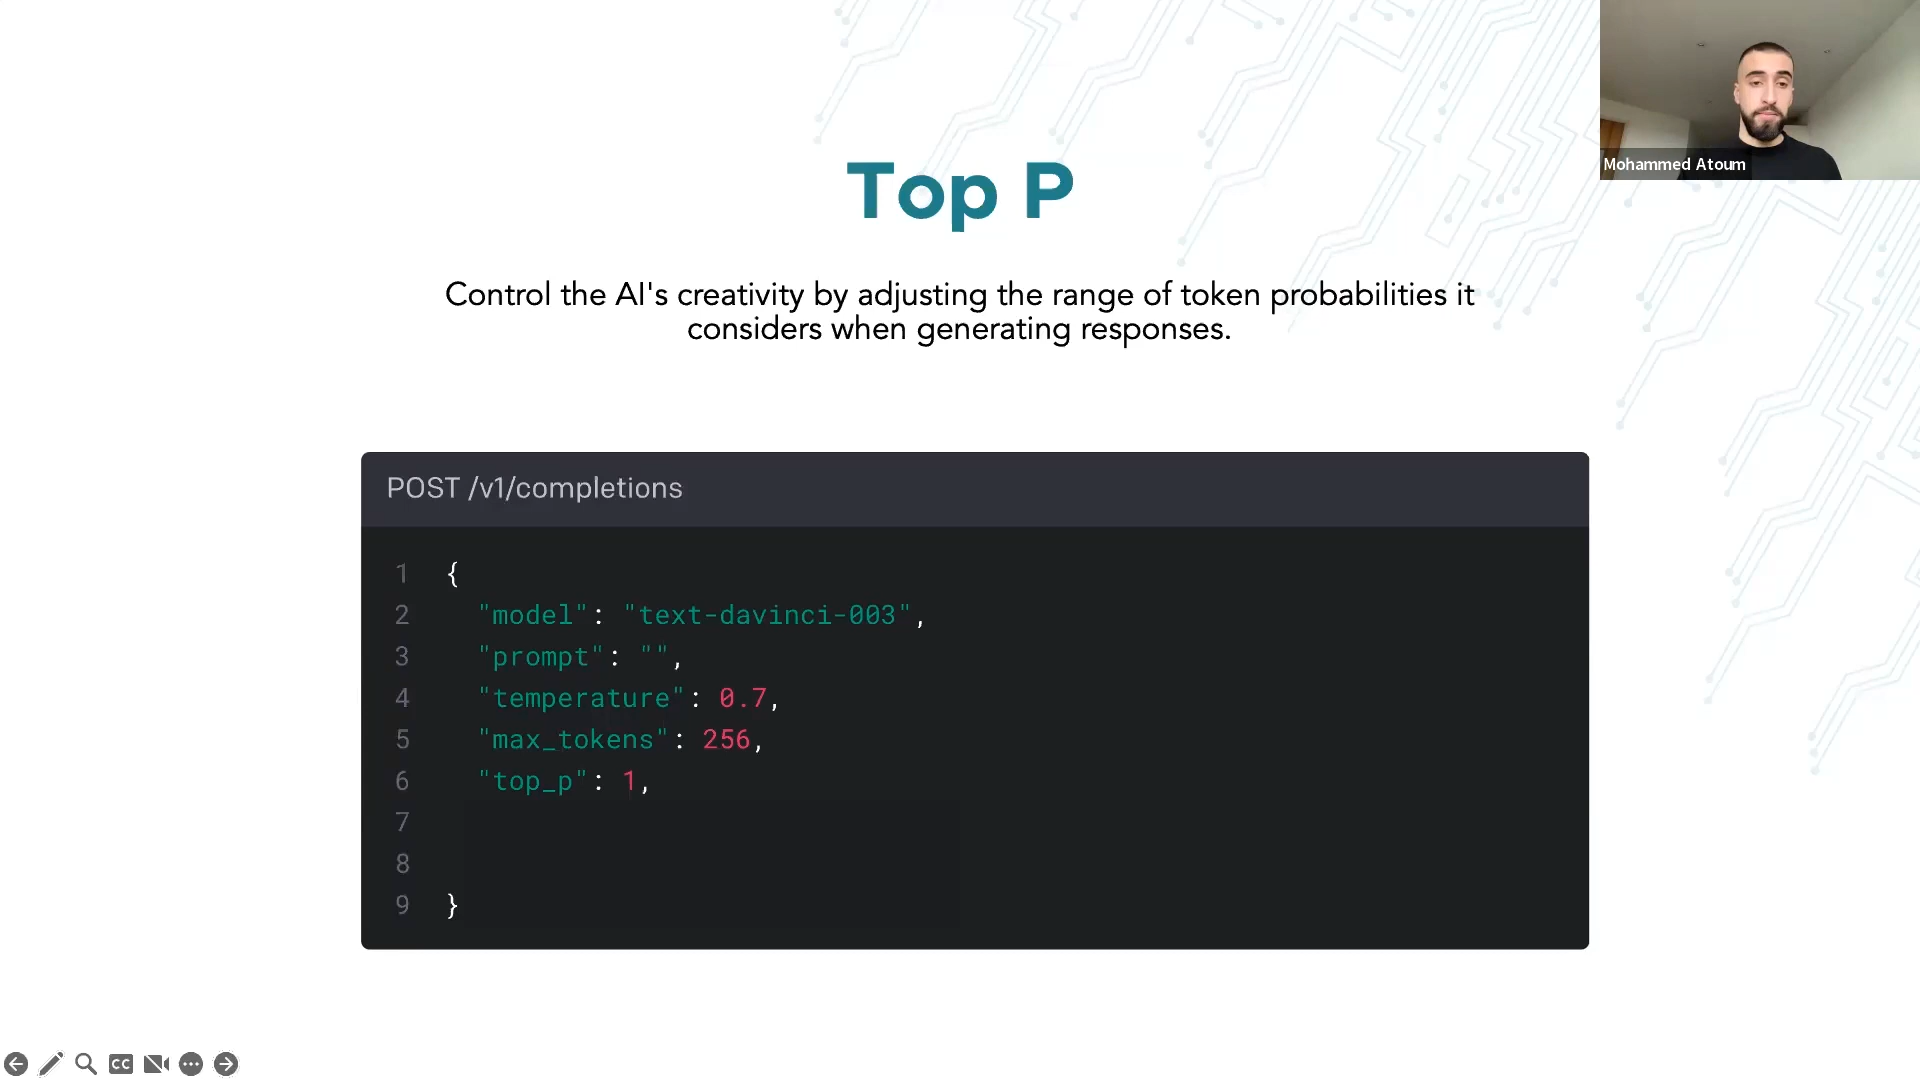 Mohammed Atoum
Top P
Control the AI's creativity by adjusting the range of token probabilities it
considers when generating responses.
POST /v1/completions
1 {
2 "model": "text-davinci-003",
3 "prompt": "",
4 "temperature": 0.7,
5 "max_tokens": 256,
6 "top_p": 1,
7
8
9 }
CC